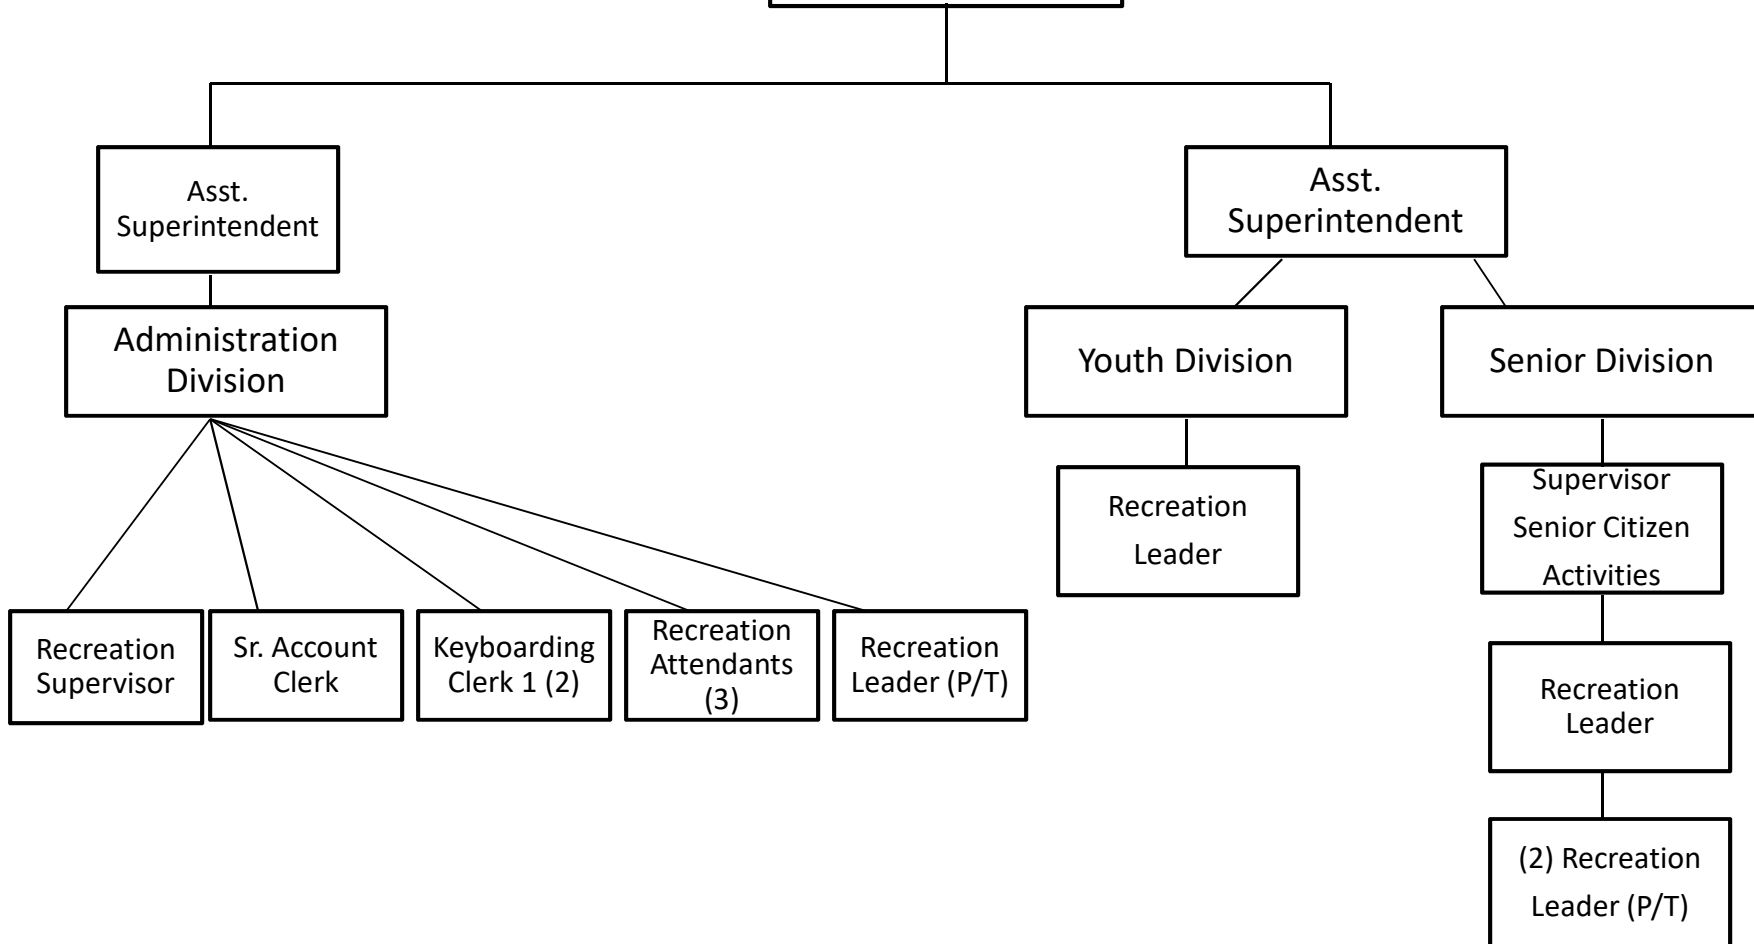 Asst.
Superintendent
Asst.
Superintendent
Administration
Division
Youth Division
Senior Division
Recreation
Leader
Supervisor
Senior Citizen
Activities
Recreation
Supervisor
Sr. Account
Clerk
Keyboarding
Clerk 1 (2)
Recreation
Attendants
(3)
Recreation
Leader (P/T)
Recreation
Leader
(2) Recreation
Leader (P/T)